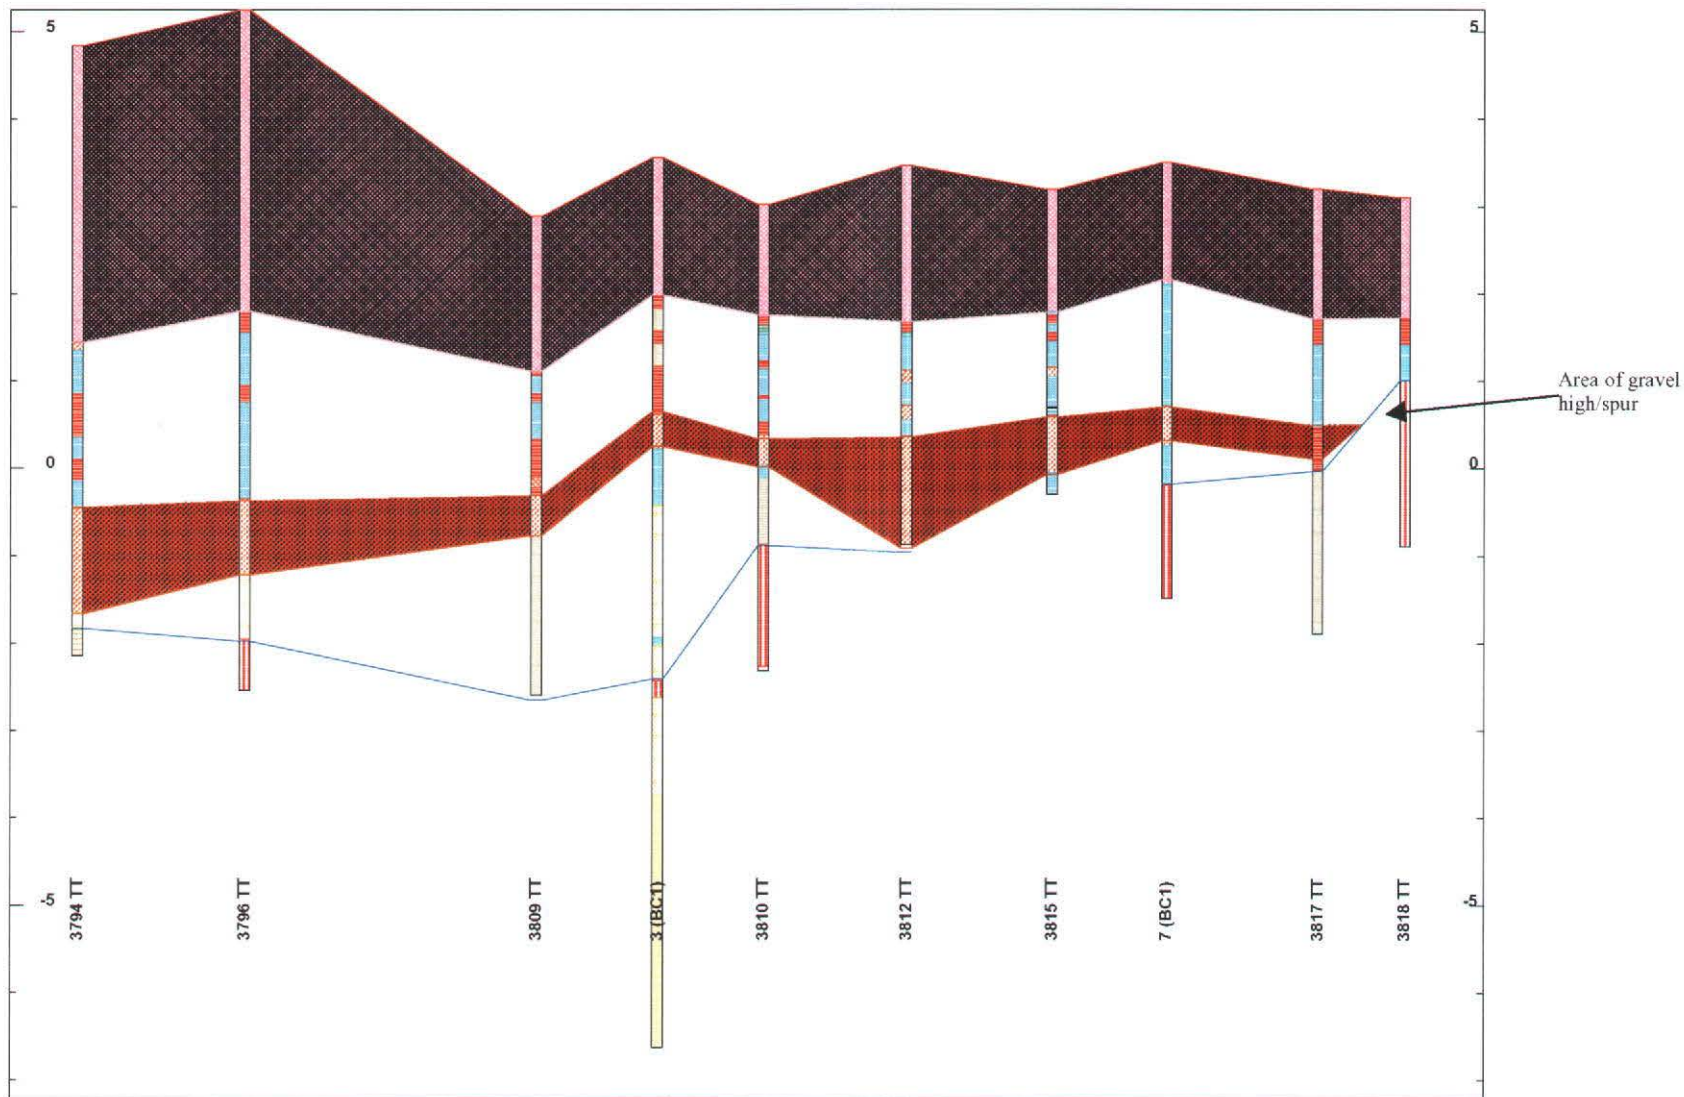 5
5
0
0
-5
-5
3794 TT
3796 TT
3809 TT
3 (BC1)
3810 TT
3812 TT
3815 TT
7 (BC1)
3817 TT
3818 TT
Area of gravel
high/spur